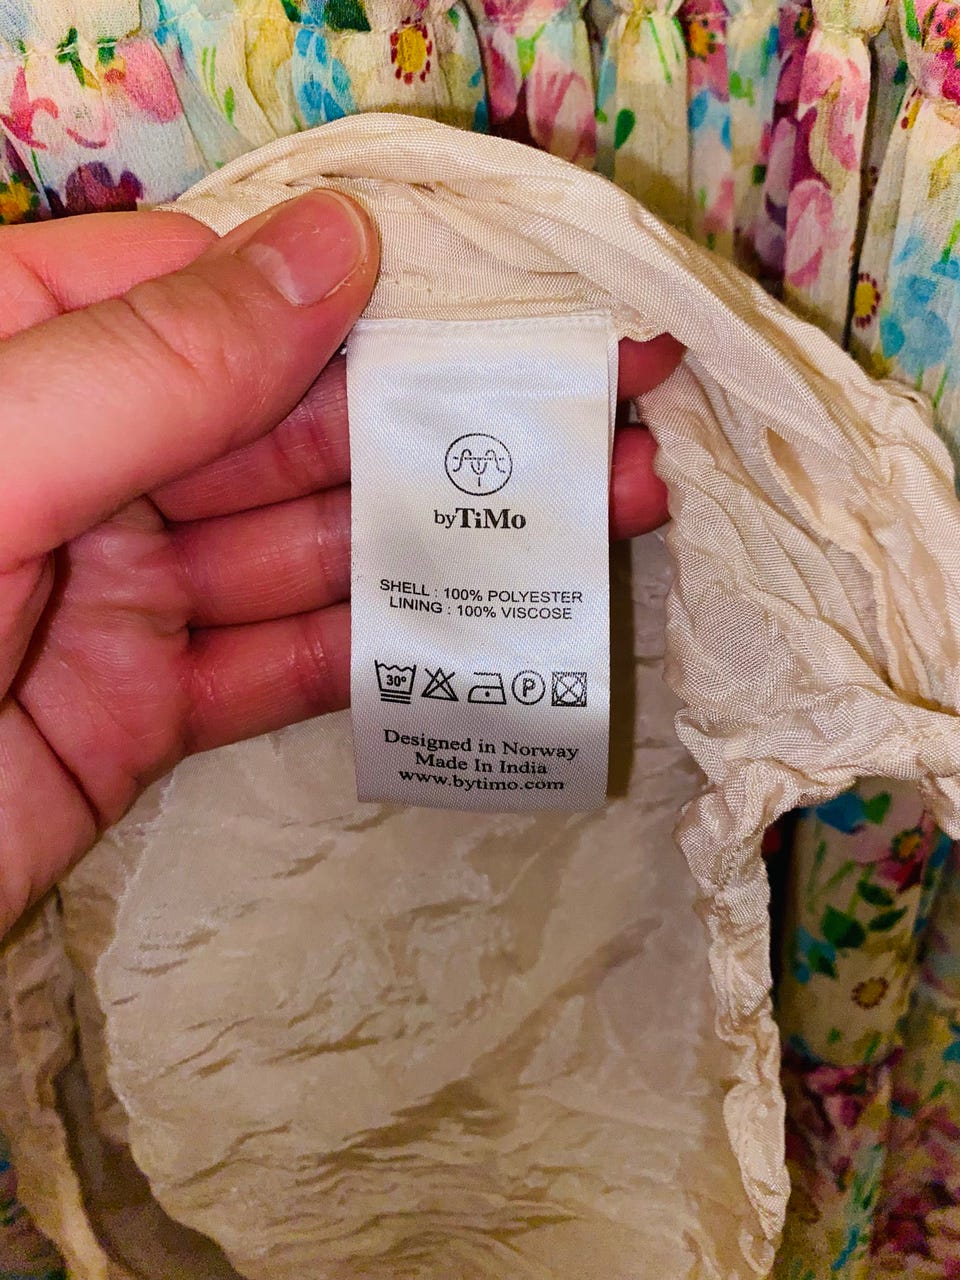 byTiMo
SHELL : 100% POLYESTER
LINING : 100% VISCOSE
30° P
Designed in Norway
Made In India
www.bytimo.com